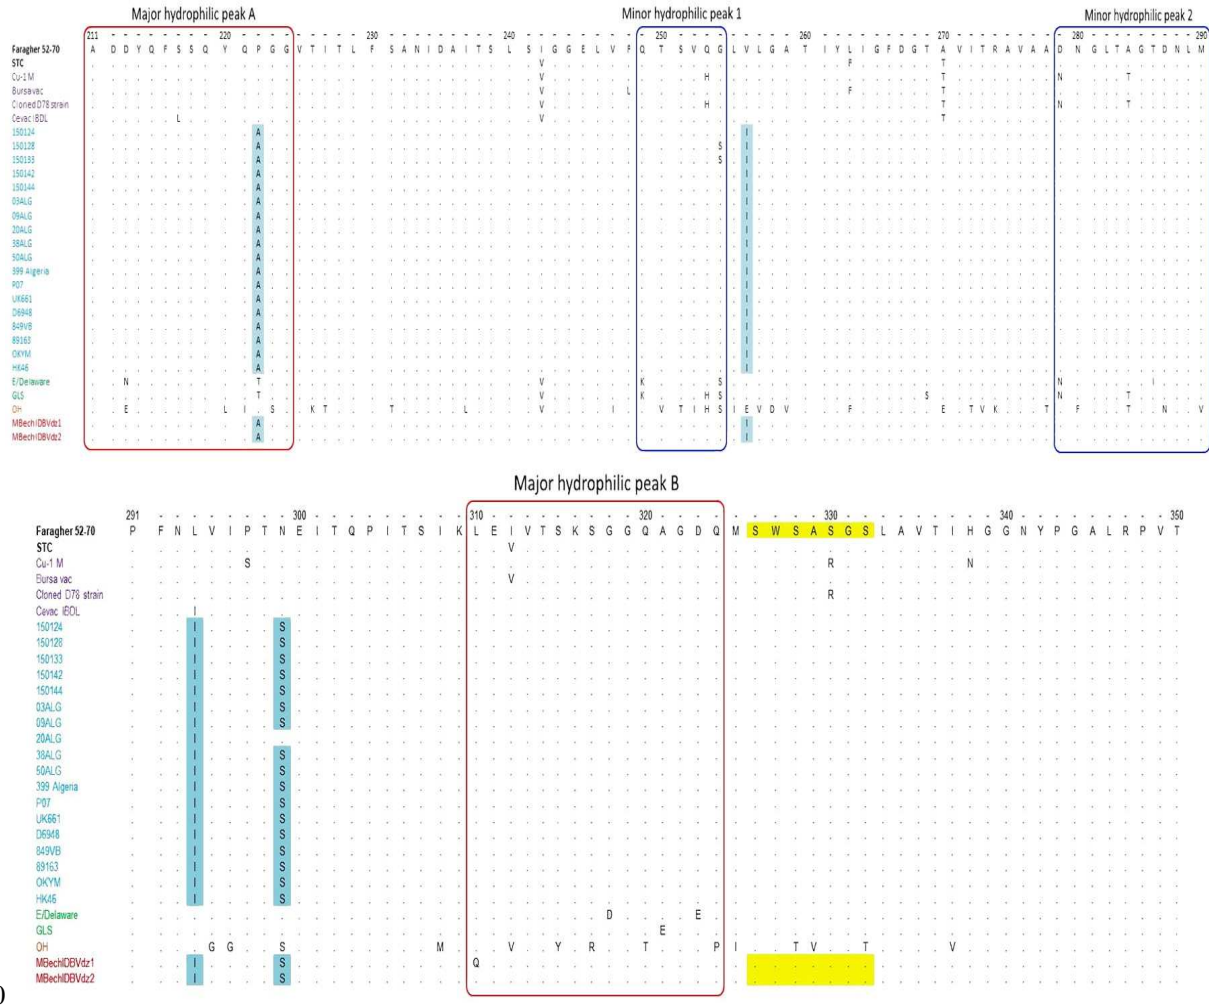 Major hydrophilic peak A Minor hydrophilic peak 1 Minor hydrophilic peak 2
211 220 230 240 250 260 270 280 290
Faragher 52-70 A D D Y Q F S S Q Y Q P G G V T I T L F S A N I D A I T S L S I G G E L V F Q T S V Q G L V L G A T I Y L I G F D G T A V I T R A V A A D N G L T A G T D N L M
STC V F T
Cu-1 M V H T N T
Bursavac V L F T
Cloned D78 strain V H T N T
Cevac IBDL L V T
150124 A I
150128 A S I
150133 A S I
150142 A I
150144 A I
03ALG A I
09ALG A I
20ALG A I
38ALG A I
50ALG A I
399 Algeria A I
P07 A I
UK661 A I
D6948 A I
849VB A I
89163 A I
OKYM A I
HK46 A I
E/Delaware N T V K S N I
GLS T V K H S S N T
OH E L I S K T T L V I V T I H S I E V D V F E T V K T F T N V
MBechIDBVdz1 A I
MBechIDBVdz2 A I
Major hydrophilic peak B
291 300 310 320 330 340 350
Faragher 52-70 P F N L V I P T N E I T Q P I T S I K L E I V T S K S G G Q A G D Q M S W S A S G S L A V T I H G G N Y P G A L R P V T
STC V
Cu-1 M S R N
Bursa vac V
Cloned D78 strain R
Cevac IBDL I
150124 I S
150128 I S
150133 I S
150142 I S
150144 I S
03ALG I S
09ALG I S
20ALG I
38ALG I S
50ALG I S
399 Algeria I S
P07 I S
UK661 I S
D6948 I S
849VB I S
89163 I S
OKYM I S
HK46 I S
E/Delaware D E
GLS E
OH G G S M V Y R T P I T V T V
MBechIDBVdz1 I S Q
MBechIDBVdz2 I S